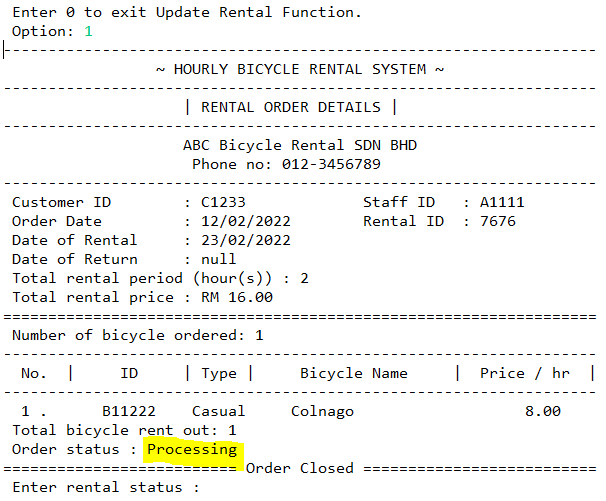 Enter 0 to exit Update Rental Function.
Option: 1
------------------------------------------------------------------
~ HOURLY BICYCLE RENTAL SYSTEM ~
------------------------------------------------------------------
| RENTAL ORDER DETAILS |
------------------------------------------------------------------
ABC Bicycle Rental SDN BHD
Phone no: 012-3456789
------------------------------------------------------------------
Customer ID : C1233 Staff ID : A1111
Order Date : 12/02/2022 Rental ID : 7676
Date of Rental : 23/02/2022
Date of Return : null
Total rental period (hour(s)) : 2
Total rental price : RM 16.00
==================================================================
Number of bicycle ordered: 1
------------------------------------------------------------------
No. | ID | Type | Bicycle Name | Price / hr |
------------------------------------------------------------------
1 . B11222 Casual Colnago 8.00
Total bicycle rent out: 1
Order status : Processing
========================== Order Closed ==========================
Enter rental status :